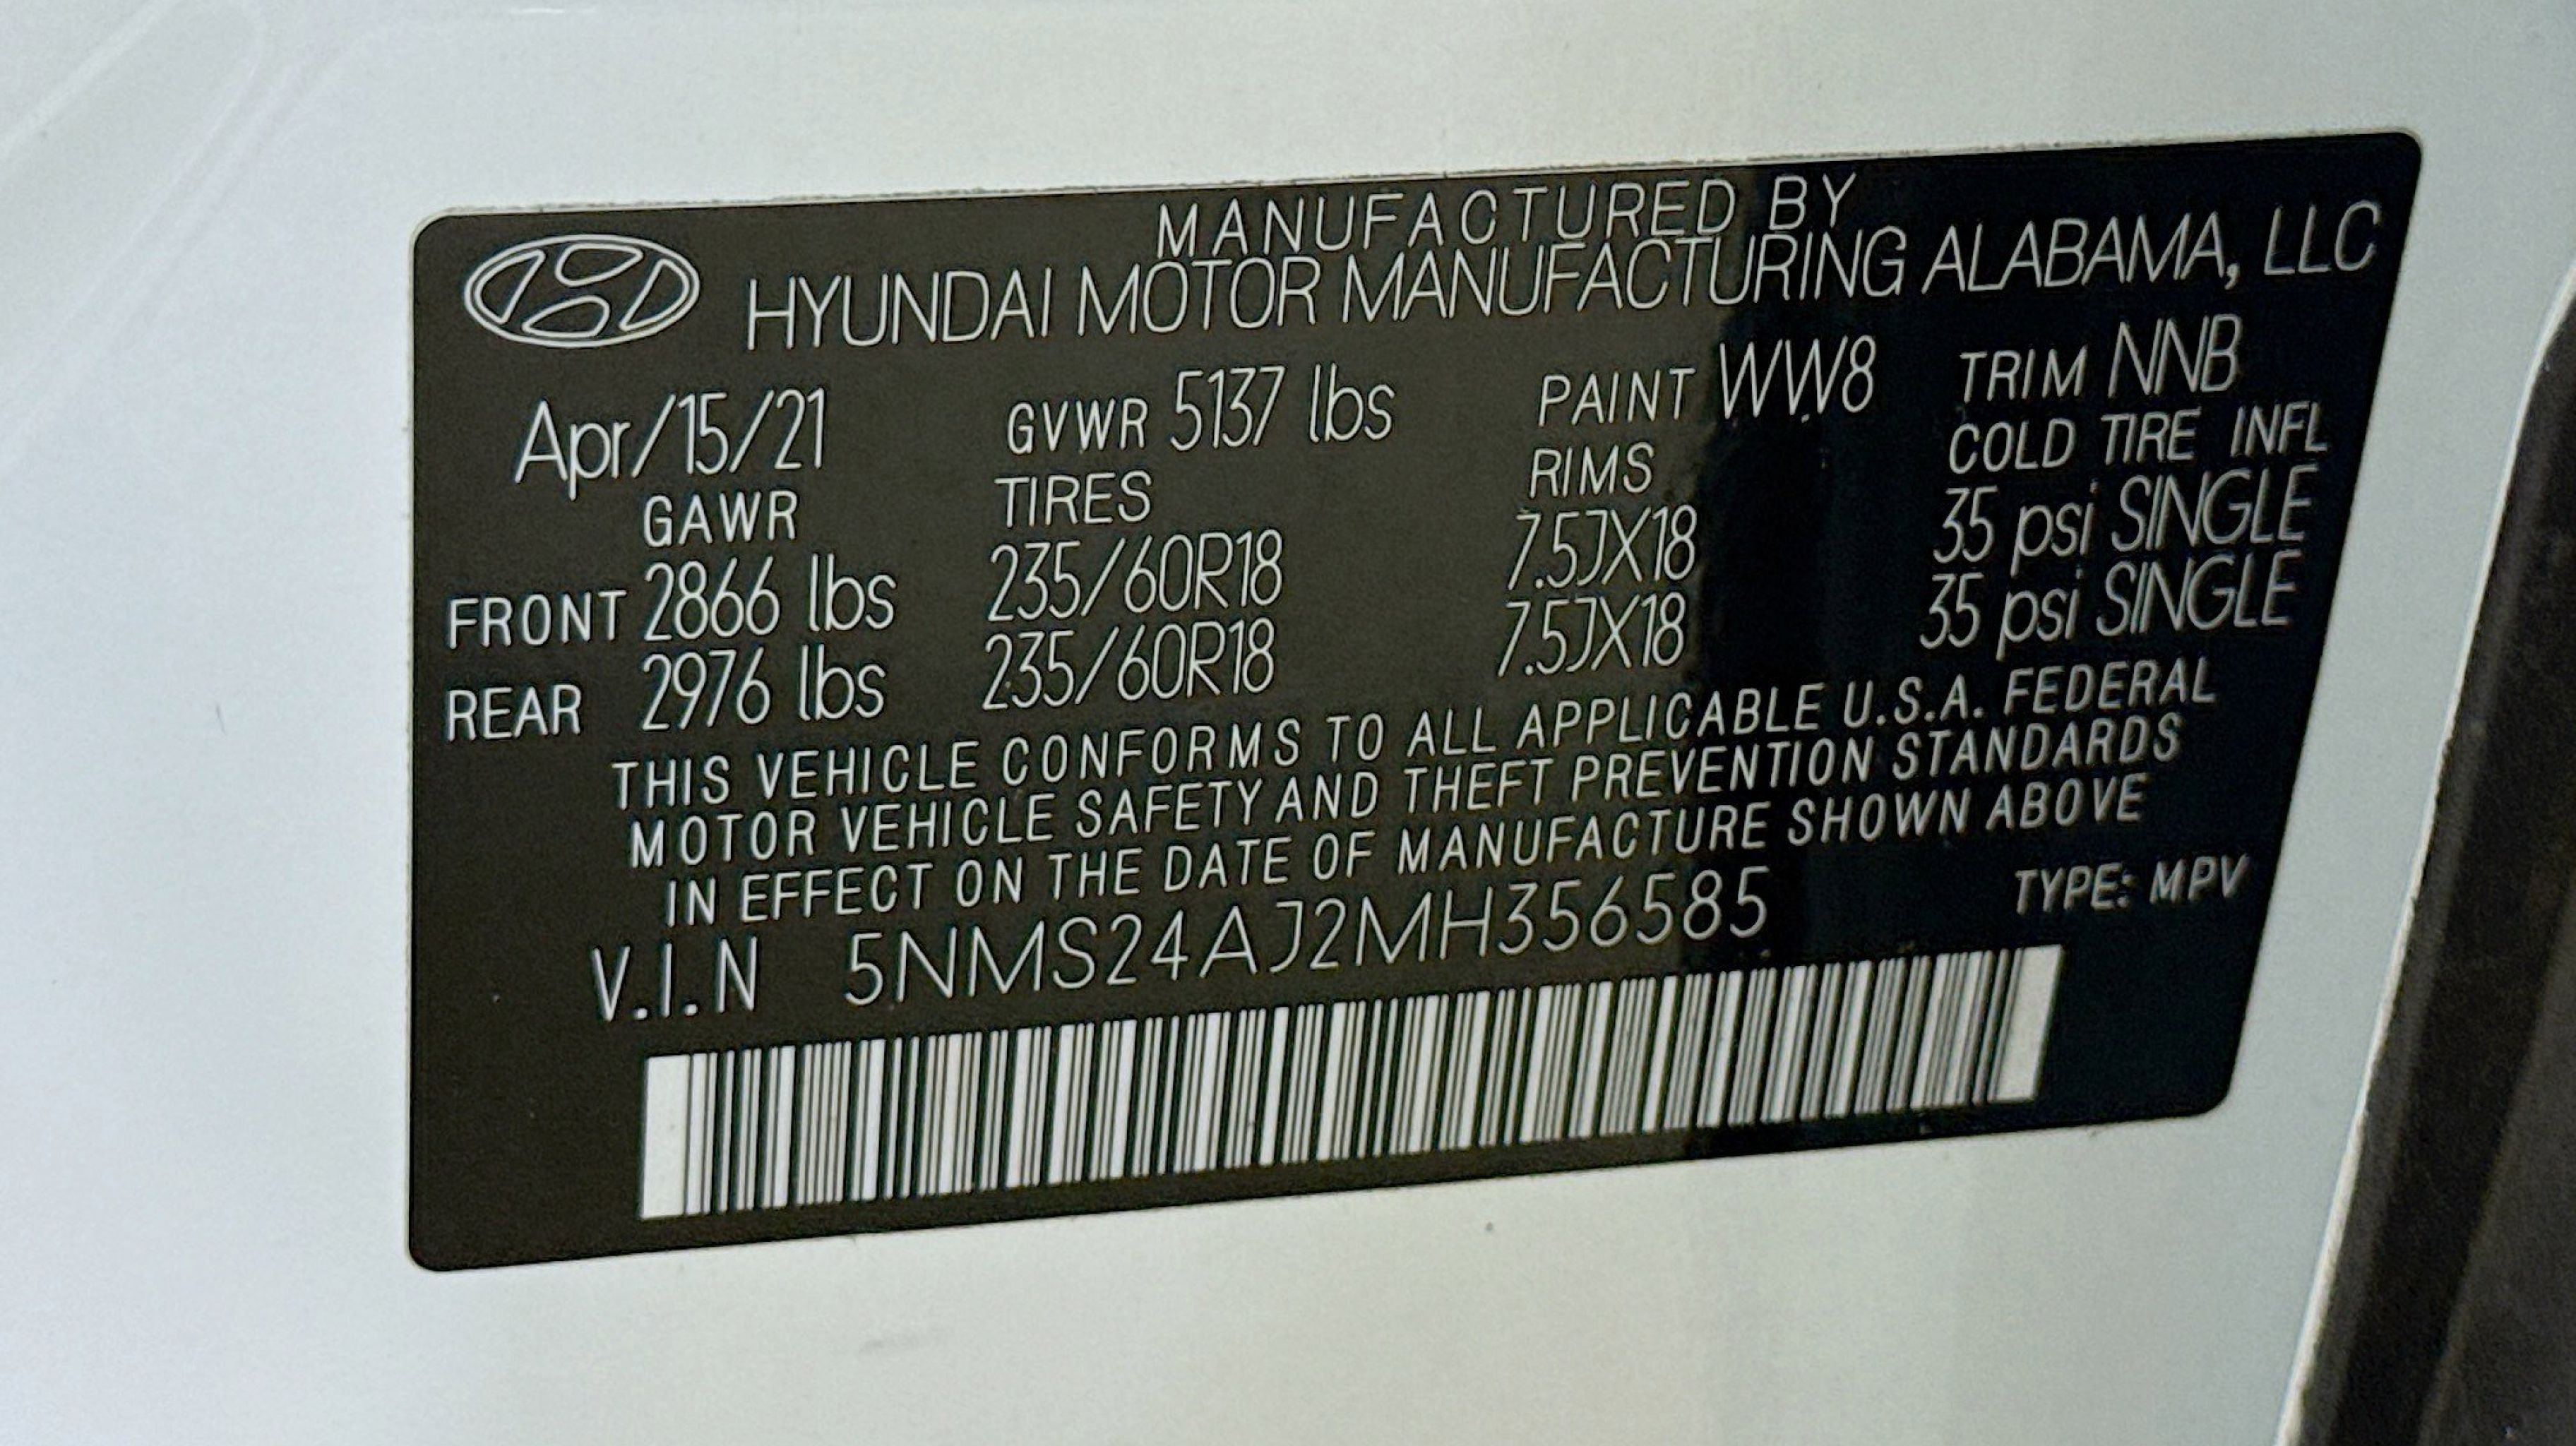 MANUFACTURED BY
HYUNDAI MOTOR MANUFACTURING ALABAMA, LLC
Apr/15/21 GVWR 5137 lbs PAINT WW8 TRIM NNB
GAWR TIRES RIMS COLD TIRE INFL
FRONT 2866 lbs 235/60R18 7.5JX18 35 psi SINGLE
REAR 2976 lbs 235/60R18 7.5JX18 35 psi SINGLE
THIS VEHICLE CONFORMS TO ALL APPLICABLE U.S.A. FEDERAL
MOTOR VEHICLE SAFETY AND THEFT PREVENTION STANDARDS
IN EFFECT ON THE DATE OF MANUFACTURE SHOWN ABOVE
V.I.N 5NMS24AJ2MH356585 TYPE: MPV